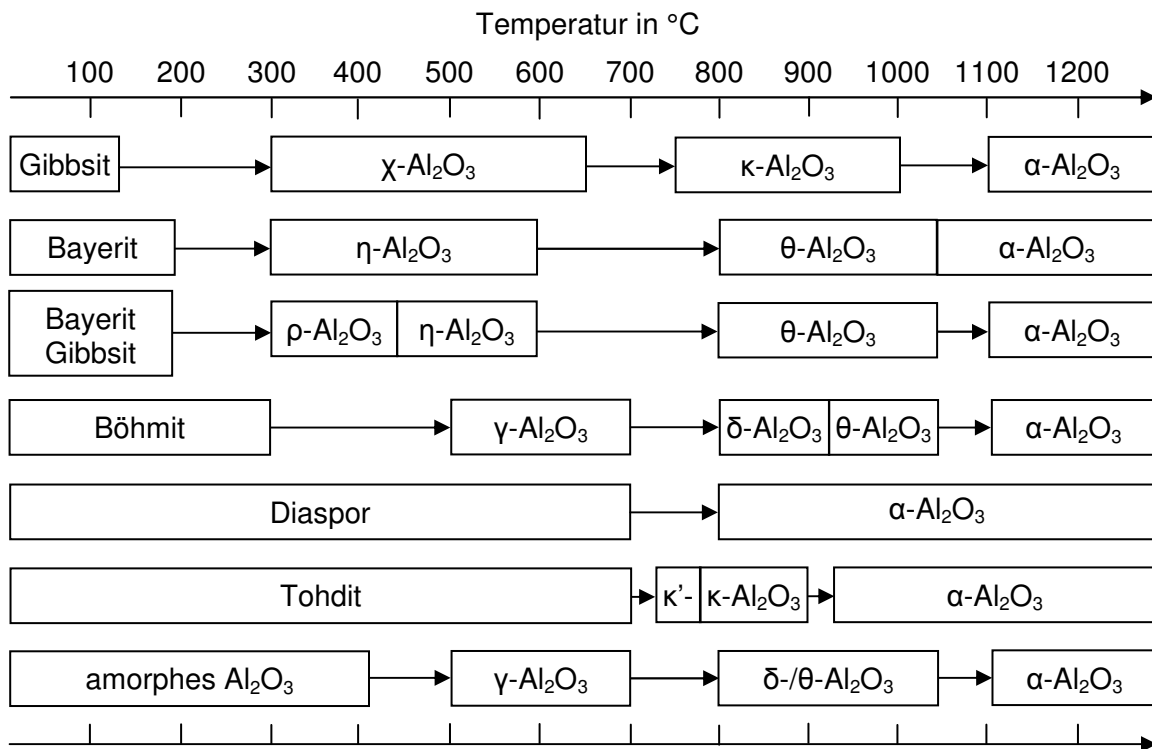 Temperatur in °C
100 200 300 400 500 600 700 800 900 1000 1100 1200
Gibbsit χ-Al₂O₃ κ-Al₂O₃ α-Al₂O₃
Bayerit η-Al₂O₃ θ-Al₂O₃ α-Al₂O₃
Bayerit
Gibbsit ρ-Al₂O₃ η-Al₂O₃ θ-Al₂O₃ α-Al₂O₃
Böhmit γ-Al₂O₃ δ-Al₂O₃ θ-Al₂O₃ α-Al₂O₃
Diaspor α-Al₂O₃
Tohdit κ’- κ-Al₂O₃ α-Al₂O₃
amorphes Al₂O₃ γ-Al₂O₃ δ-/θ-Al₂O₃ α-Al₂O₃